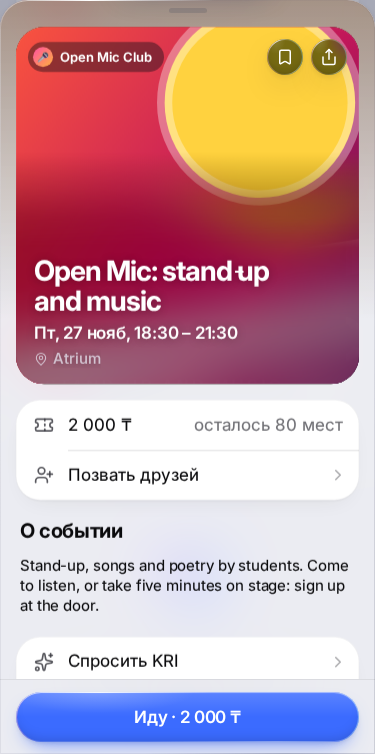 Open Mic Club
Open Mic: stand-up
and music
Пт, 27 нояб, 18:30 – 21:30
Atrium
2 000 ₸ осталось 80 мест
Позвать друзей
О событии
Stand-up, songs and poetry by students. Come
to listen, or take five minutes on stage: sign up
at the door.
Спросить KRI
Иду · 2 000 ₸